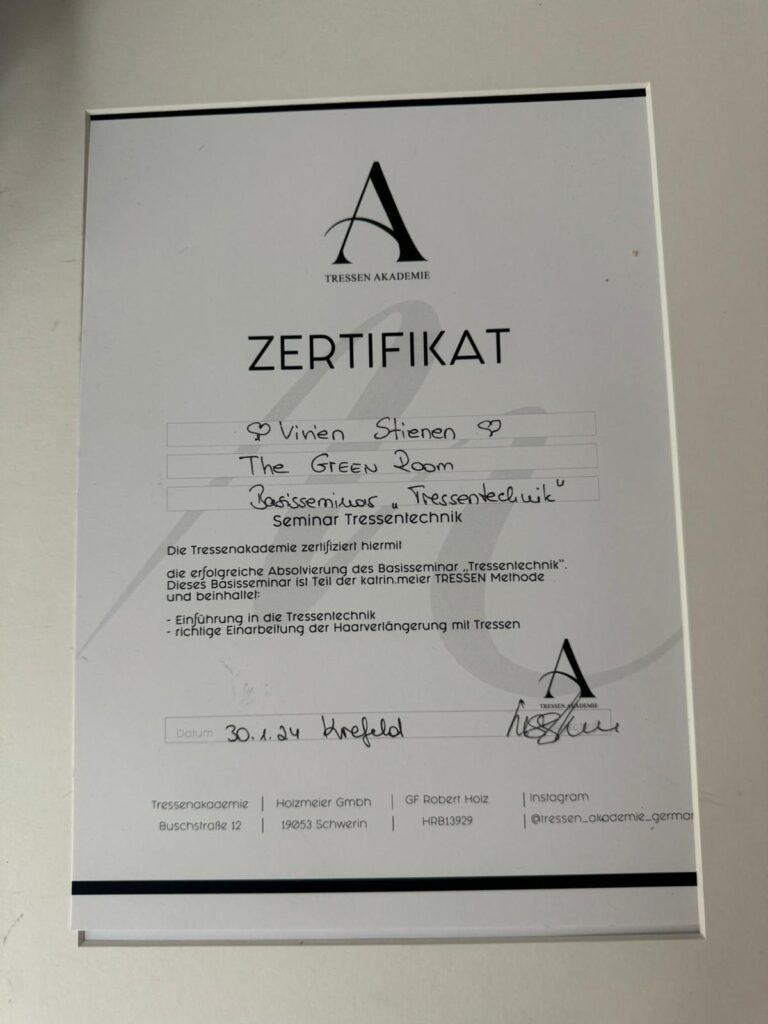 A
TRESSEN AKADEMIE
ZERTIFIKAT
♡ Vivien Stienen ♡
The GREEN Room
Basisseminar „Tressentechnik"
Seminar Tressentechnik
Die Tressenakademie zertifiziert hiermit
die erfolgreiche Absolvierung des Basisseminar „Tressentechnik".
Dieses Basisseminar ist Teil der katrin.meier TRESSEN Methode
und beinhaltet:
- Einführung in die Tressentechnik
- richtige Einarbeitung der Haarverlängerung mit Tressen
A
TRESSEN AKADEMIE
Datum 30.1.24 Krefeld
Tressenakademie | Holzmeier Gmbh | GF Robert Holz | Instagram
Buschstraße 12 | 19053 Schwerin | HRB13929 | @tressen_akademie_german